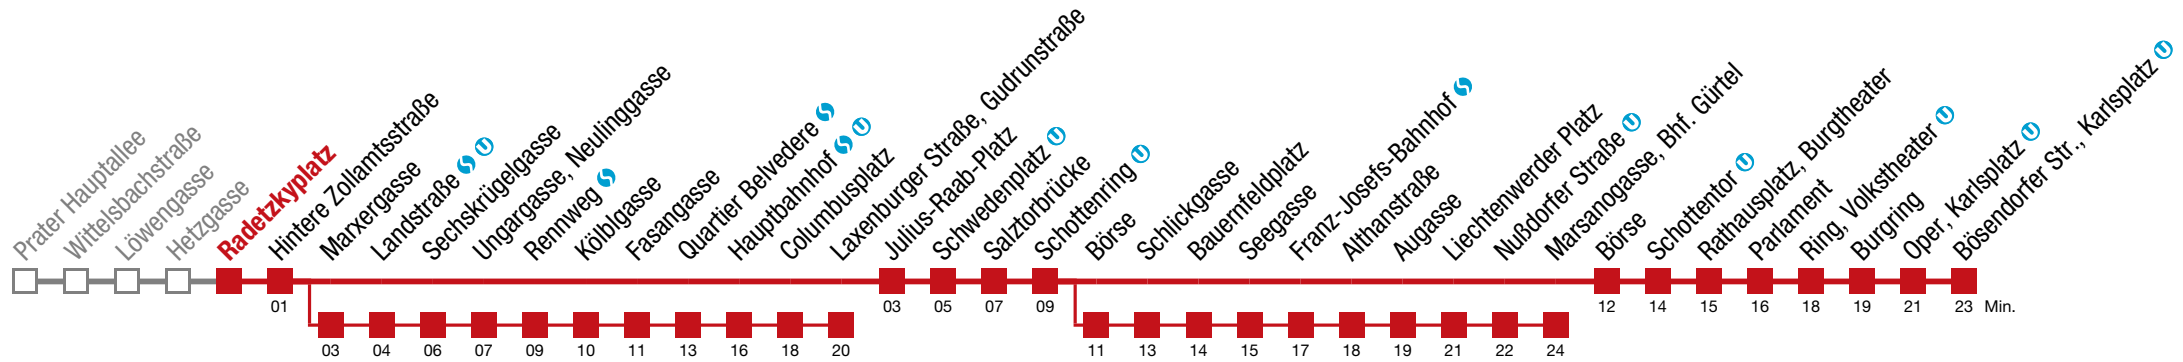 Prater Hauptallee
Wittelsbachstraße
Löwengasse
Hetzgasse
Radetzkyplatz
Hintere Zollamtsstraße
Marxergasse
Landstraße S U
Sechskrügelgasse
Ungargasse, Neulinggasse
Rennweg S
Kölblgasse
Fasangasse
Quartier Belvedere S
Hauptbahnhof S U
Columbusplatz
Laxenburger Straße, Gudrunstraße
Julius-Raab-Platz
Schwedenplatz U
Salztorbrücke
Schottenring U
Börse
Schlickgasse
Bauernfeldplatz
Seegasse
Franz-Josefs-Bahnhof S
Althanstraße
Augasse
Liechtenwerder Platz
Nußdorfer Straße U
Marsanogasse, Bhf. Gürtel
Börse
Schottentor U
Rathausplatz, Burgtheater
Parlament
Ring, Volkstheater U
Burgring
Oper, Karlsplatz U
Bösendorfer Str., Karlsplatz U
01 03 05 07 09 12 14 15 16 18 19 21 23 Min.
03 04 06 07 09 10 11 13 16 18 20 11 13 14 15 17 18 19 21 22 24